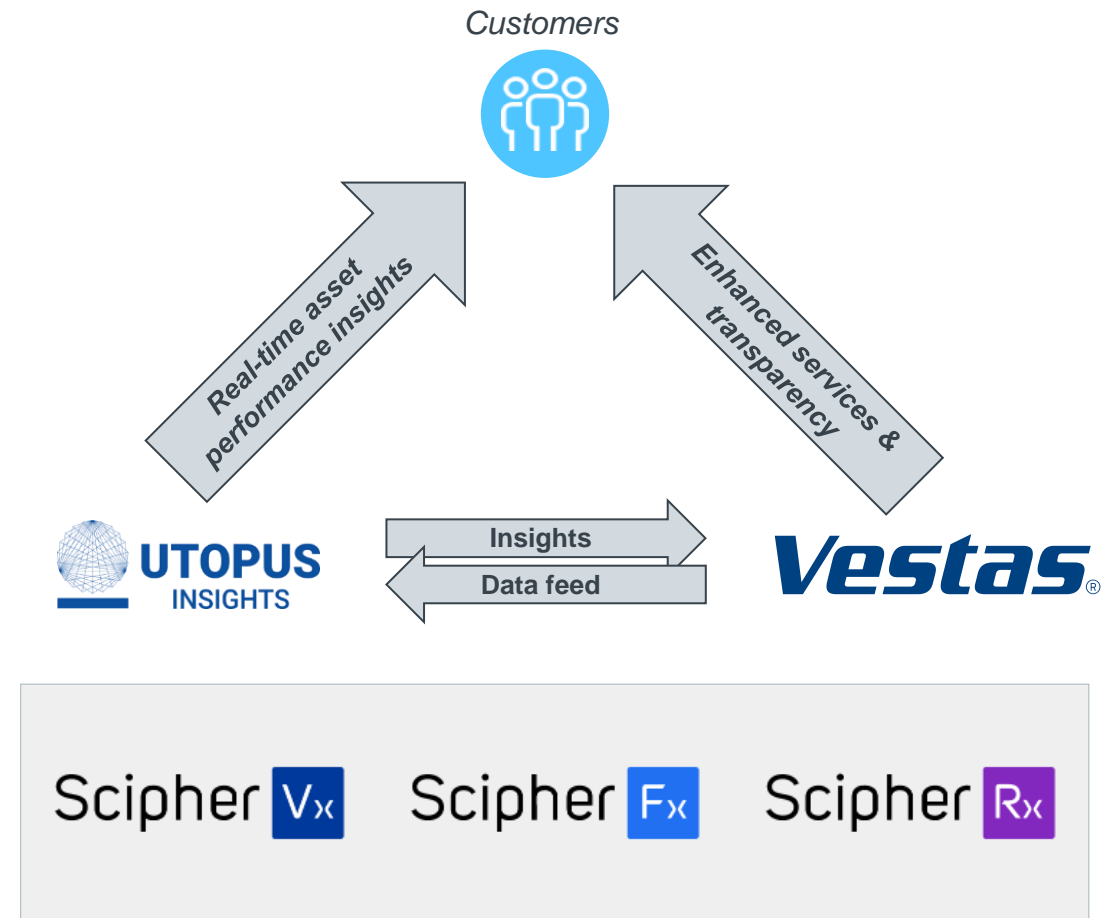 Customers
Real-time asset
performance insights
Enhanced services &
transparency
UTOPUS
INSIGHTS
Insights
Data feed
Vestas®
Scipher Vx
Scipher Fx
Scipher Rx